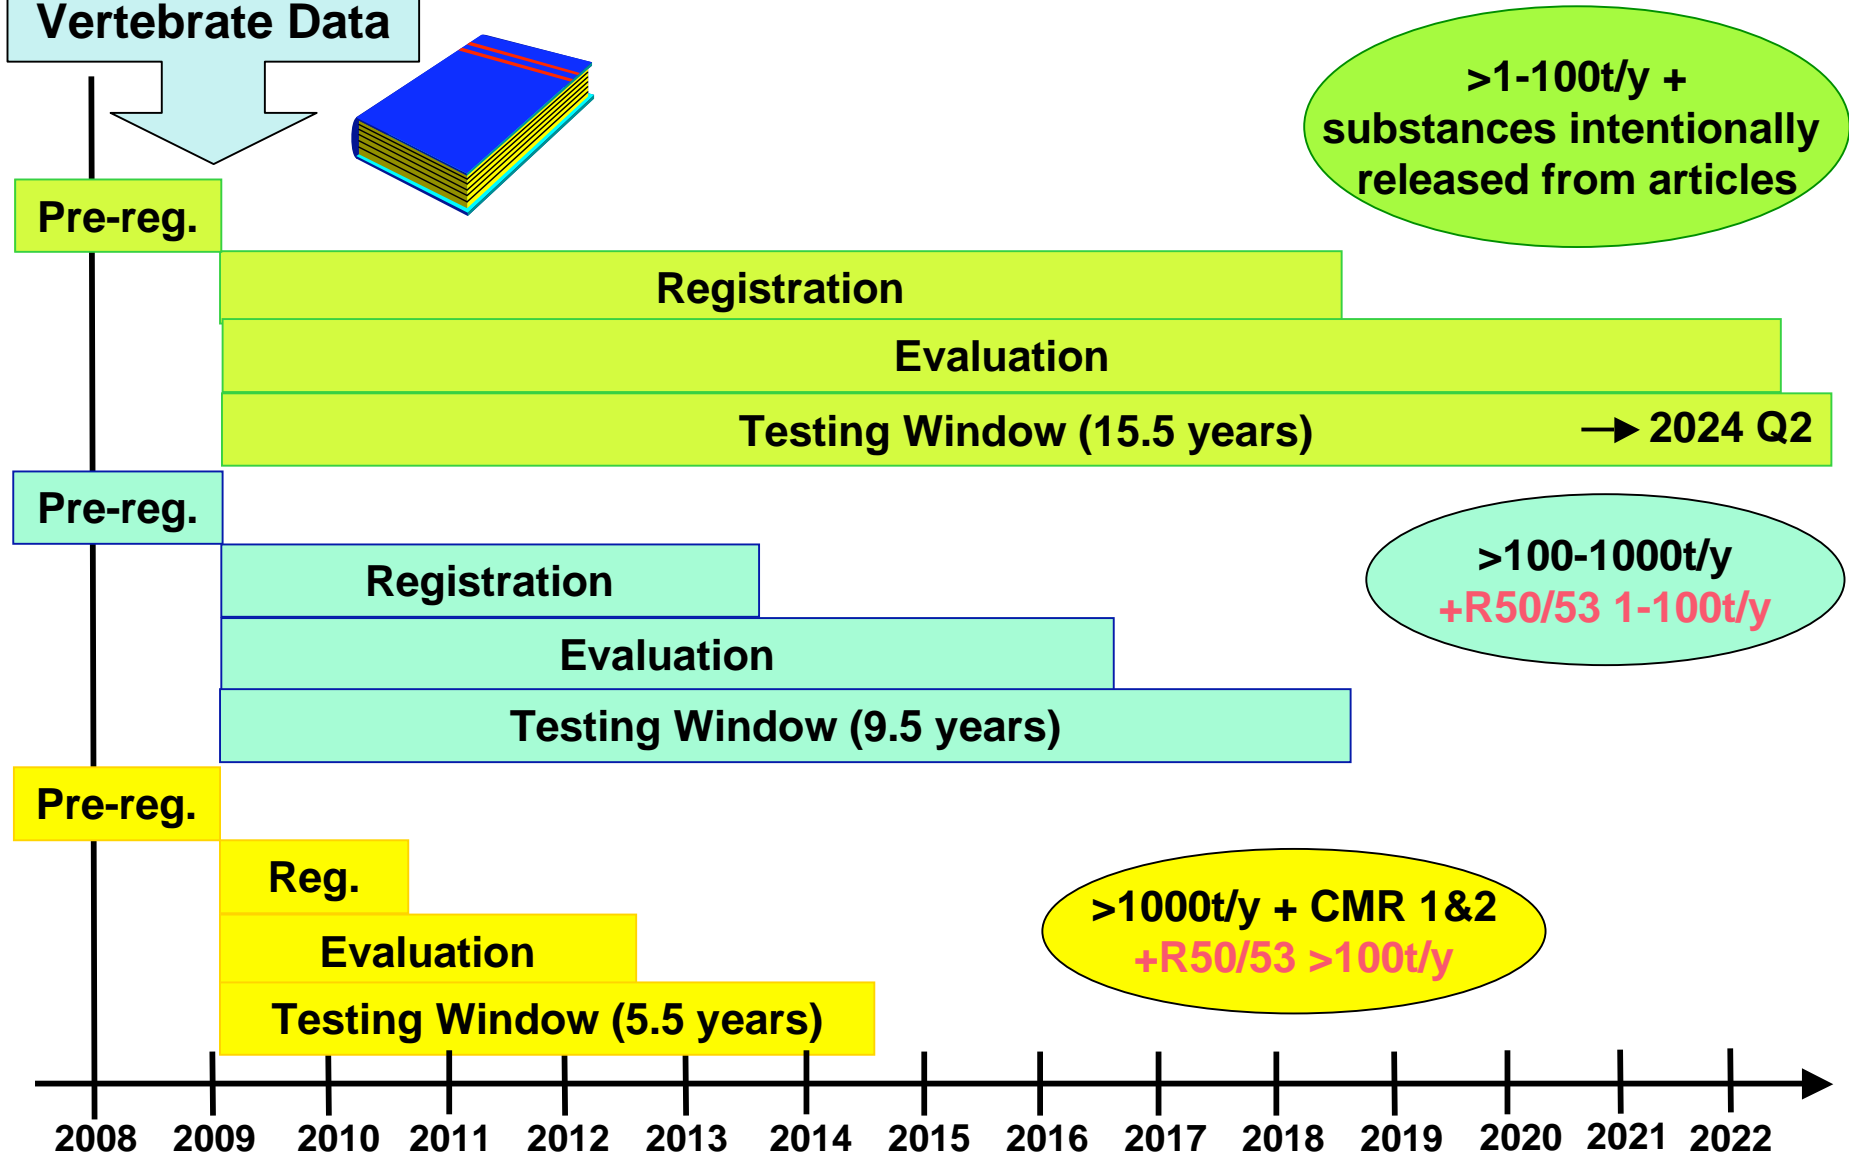 Vertebrate Data
>1-100t/y +
substances intentionally
released from articles
Pre-reg.
Registration
Evaluation
Testing Window (15.5 years)
2024 Q2
Pre-reg.
>100-1000t/y
+R50/53 1-100t/y
Registration
Evaluation
Testing Window (9.5 years)
Pre-reg.
Reg.
>1000t/y + CMR 1&2
+R50/53 >100t/y
Evaluation
Testing Window (5.5 years)
2008 2009 2010 2011 2012 2013 2014 2015 2016 2017 2018 2019 2020 2021 2022